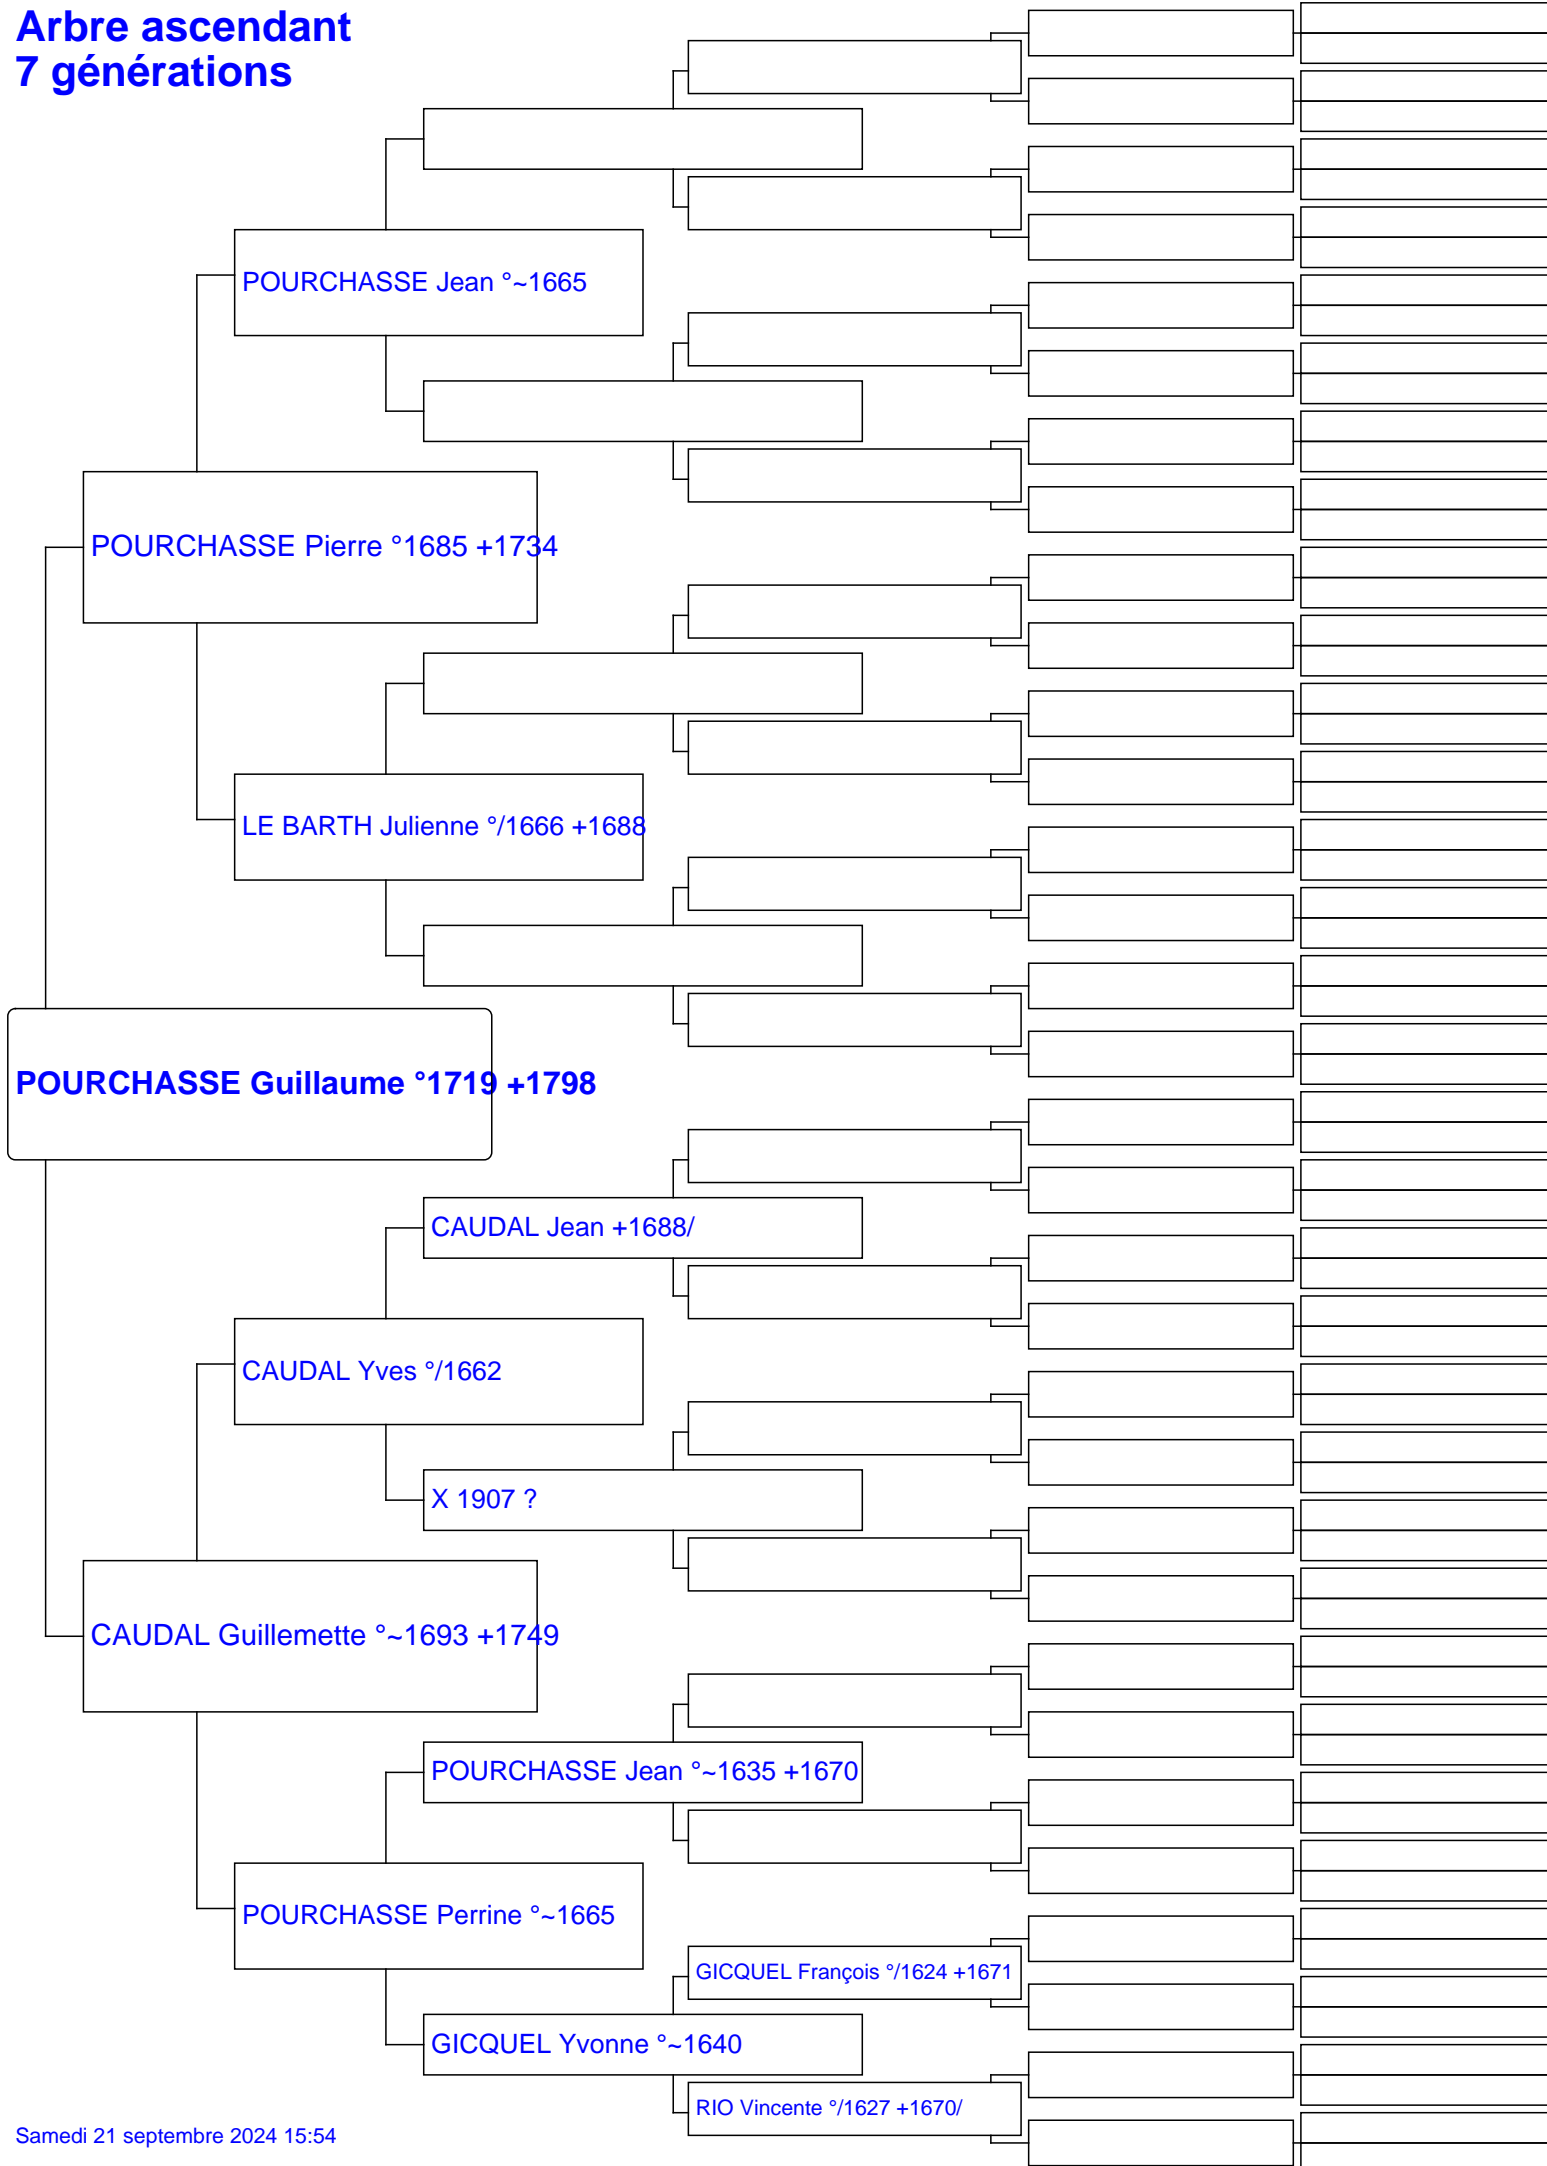 Arbre ascendant
7 générations
POURCHASSE Jean °~1665
POURCHASSE Pierre °1685 +1734
LE BARTH Julienne °/1666 +1688
POURCHASSE Guillaume °1719 +1798
CAUDAL Jean +1688/
CAUDAL Yves °/1662
X 1907 ?
CAUDAL Guillemette °~1693 +1749
POURCHASSE Jean °~1635 +1670
POURCHASSE Perrine °~1665
GICQUEL François °/1624 +1671
GICQUEL Yvonne °~1640
RIO Vincente °/1627 +1670/
Samedi 21 septembre 2024 15:54